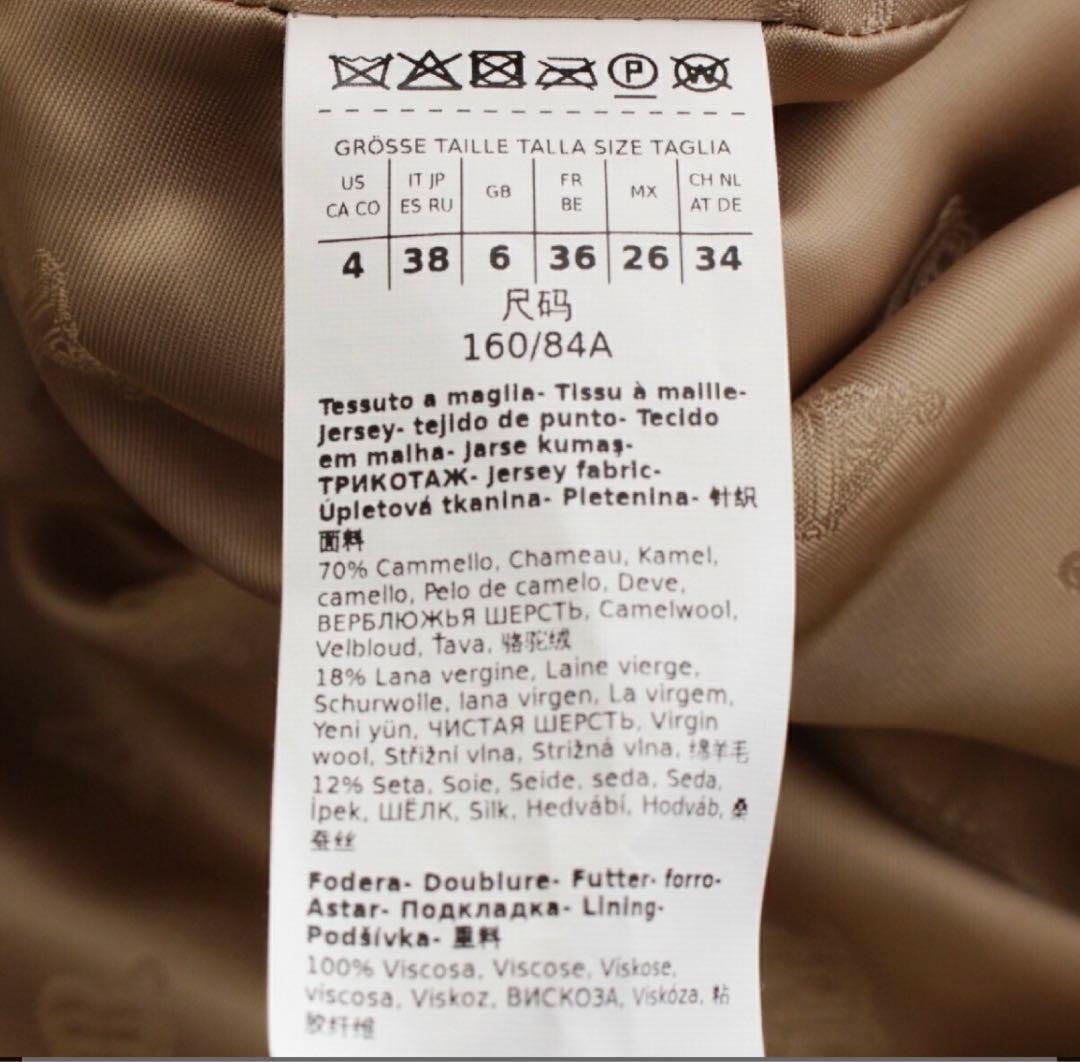 P W
GRÖSSE TAILLE TALLA SIZE TAGLIA
US IT JP GB FR MX CH NL
CA CO ES RU BE AT DE
4 38 6 36 26 34
尺码
160/84A
Tessuto a maglia- Tissu à maille-
Jersey- tejido de punto- Tecido
em malha- Jarse kumaş-
ТРИКОТАЖ- Jersey fabric-
Úpletová tkanina- Pletenina- 针织
面料
70% Cammello, Chameau, Kamel,
camello, Pelo de camelo, Deve,
ВЕРБЛЮЖЬЯ ШЕРСТЬ, Camelwool,
Velbloud, Ťava, 骆驼绒
18% Lana vergine, Laine vierge,
Schurwolle, lana virgen, La virgem,
Yeni yün, ЧИСТАЯ ШЕРСТЬ, Virgin
wool, Střižní vlna, Strižná vlna, 绵羊毛
12% Seta, Soie, Seide, seda, Seda,
İpek, ШЁЛК, Silk, Hedvábí, Hodváb, 桑
蚕丝
Fodera- Doublure- Futter- forro-
Astar- Подкладка- Lining-
Podšívka- 里料
100% Viscosa, Viscose, Viskose,
viscosa, Viskoz, ВИСКОЗА, Viskóza, 粘
胶纤维